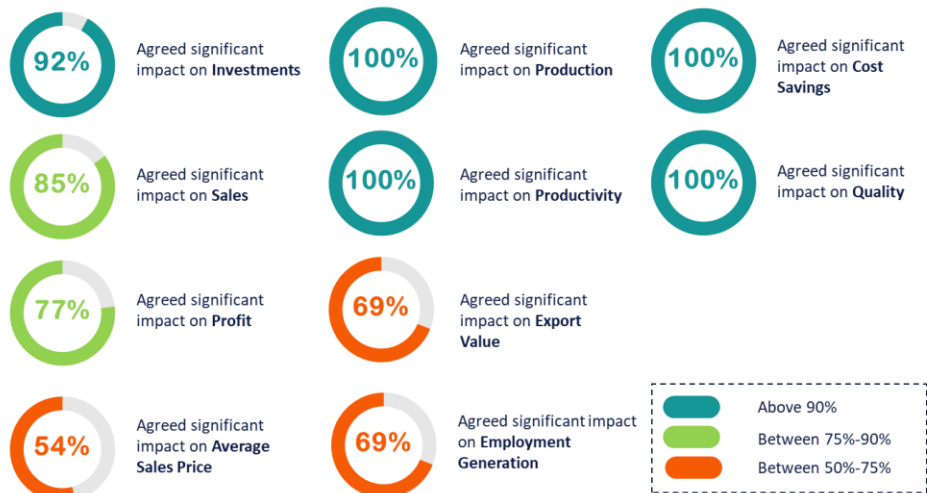 92%
Agreed significant
impact on Investments
100%
Agreed significant
impact on Production
100%
Agreed significant
impact on Cost
Savings
85%
Agreed significant
impact on Sales
100%
Agreed significant
impact on Productivity
100%
Agreed significant
impact on Quality
77%
Agreed significant
impact on Profit
69%
Agreed significant
impact on Export
Value
54%
Agreed significant
impact on Average
Sales Price
69%
Agreed significant impact
on Employment
Generation
Above 90%
Between 75%-90%
Between 50%-75%